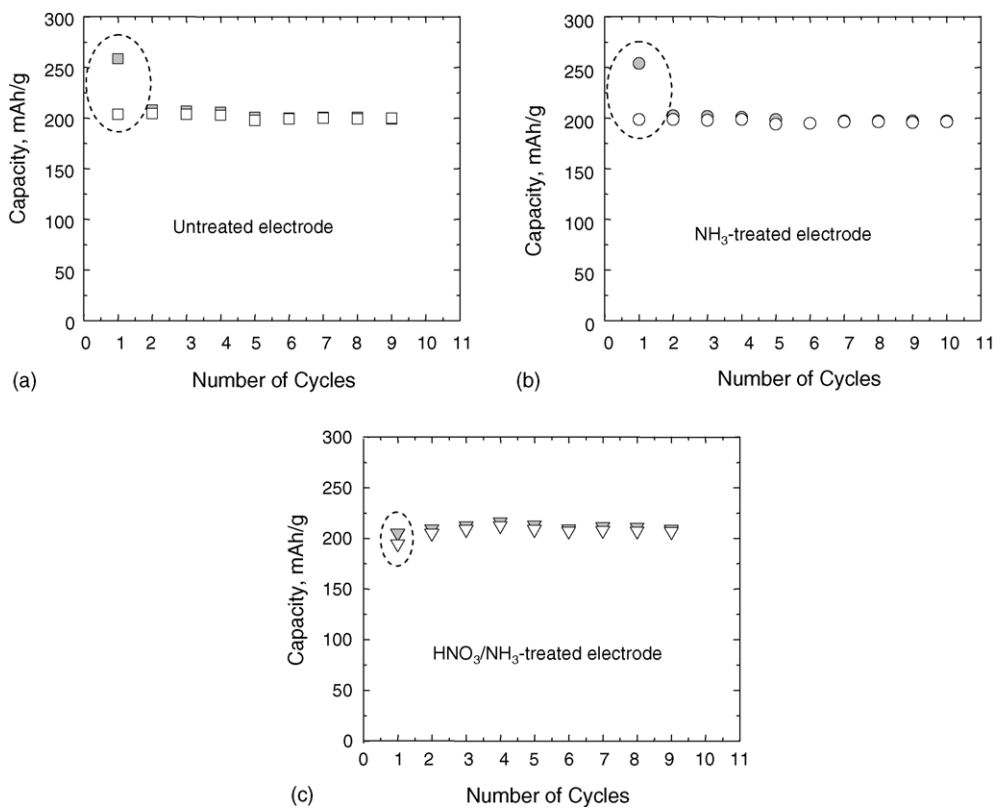 300
250
200
150
100
50
0
Capacity, mAh/g
Untreated electrode
0 1 2 3 4 5 6 7 8 9 10 11
(a) Number of Cycles
300
250
200
150
100
50
0
Capacity, mAh/g
NH₃-treated electrode
0 1 2 3 4 5 6 7 8 9 10 11
(b) Number of Cycles
300
250
200
150
100
50
0
Capacity, mAh/g
HNO₃/NH₃-treated electrode
0 1 2 3 4 5 6 7 8 9 10 11
(c) Number of Cycles